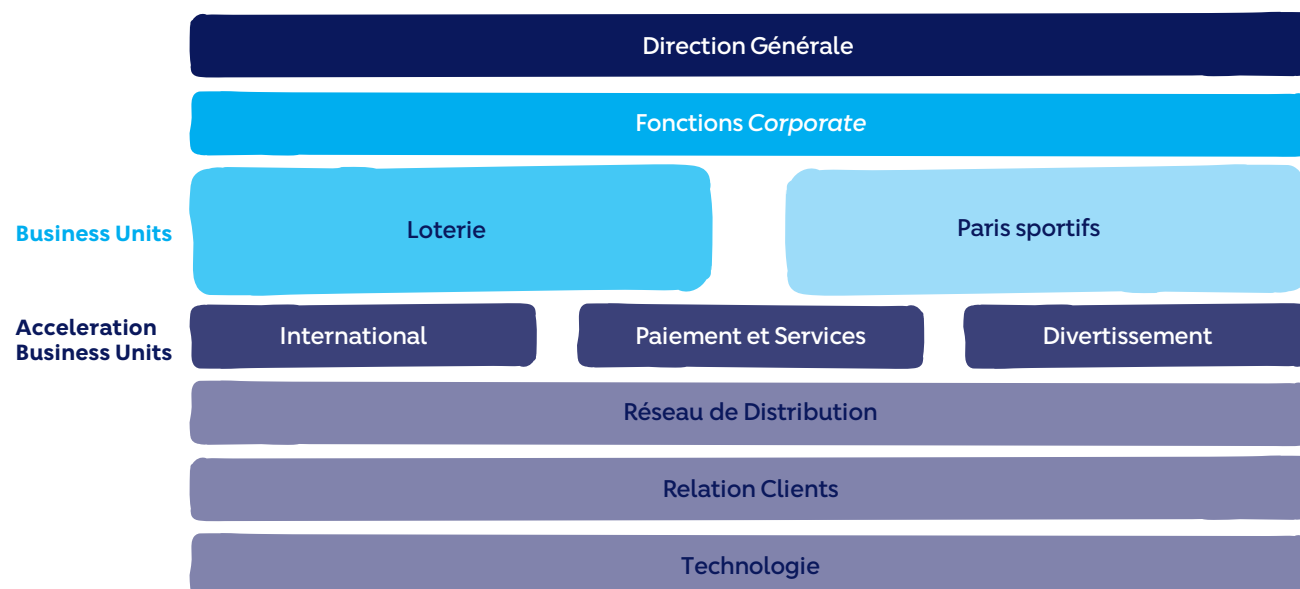 Direction Générale
Fonctions Corporate
Business Units
Loterie
Paris sportifs
Acceleration
Business Units
International
Paiement et Services
Divertissement
Réseau de Distribution
Relation Clients
Technologie